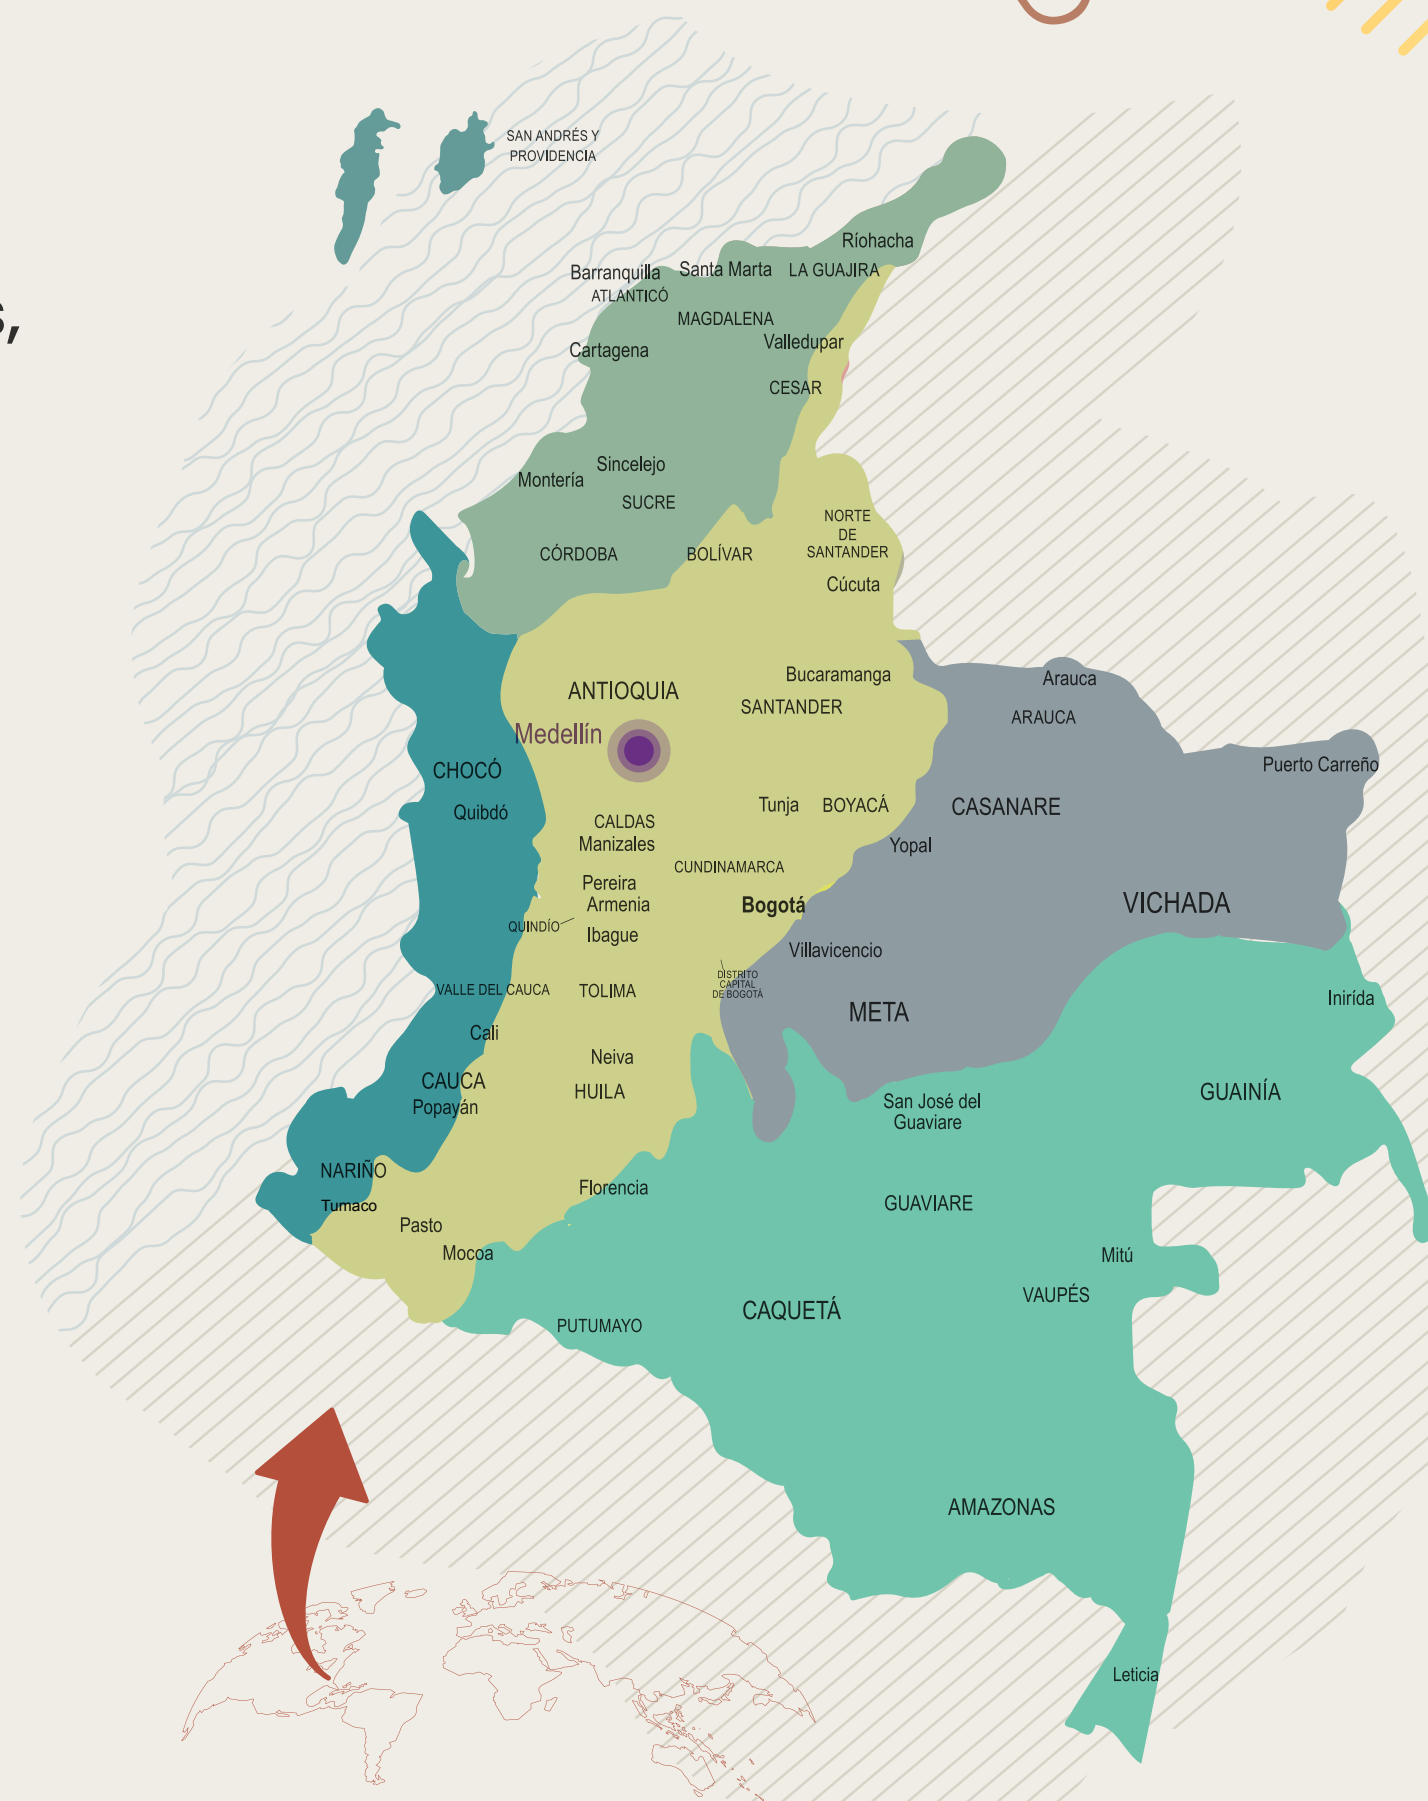 SAN ANDRÉS Y
PROVIDENCIA
s,
Ríohacha
Barranquilla
Santa Marta
LA GUAJIRA
ATLANTICÓ
MAGDALENA
Valledupar
Cartagena
CESAR
Sincelejo
Montería
SUCRE
NORTE
DE
SANTANDER
CÓRDOBA
BOLÍVAR
Cúcuta
Bucaramanga
Arauca
ANTIOQUIA
SANTANDER
ARAUCA
Medellín
Puerto Carreño
CHOCÓ
Quibdó
Tunja
BOYACÁ
CASANARE
CALDAS
Manizales
Yopal
CUNDINAMARCA
Pereira
Armenia
Bogotá
VICHADA
QUINDÍO
Ibague
Villavicencio
DISTRITO
CAPITAL
DE BOGOTÁ
VALLE DEL CAUCA
TOLIMA
Inirída
META
Cali
Neiva
CAUCA
HUILA
GUAINÍA
Popayán
San José del
Guaviare
NARIÑO
Florencia
Tumaco
GUAVIARE
Pasto
Mocoa
Mitú
VAUPÉS
CAQUETÁ
PUTUMAYO
AMAZONAS
Leticia